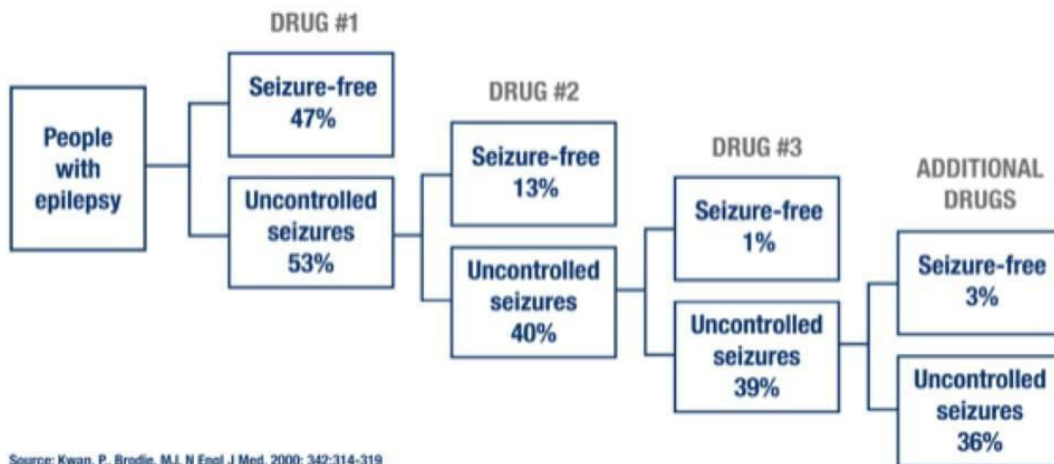 DRUG #1
Seizure-free
47%
People
with
epilepsy
Uncontrolled
seizures
53%
DRUG #2
Seizure-free
13%
Uncontrolled
seizures
40%
DRUG #3
Seizure-free
1%
Uncontrolled
seizures
39%
ADDITIONAL
DRUGS
Seizure-free
3%
Uncontrolled
seizures
36%
Source: Kwan, P., Brodie, MJ. N Engl J Med. 2000; 342:314-319